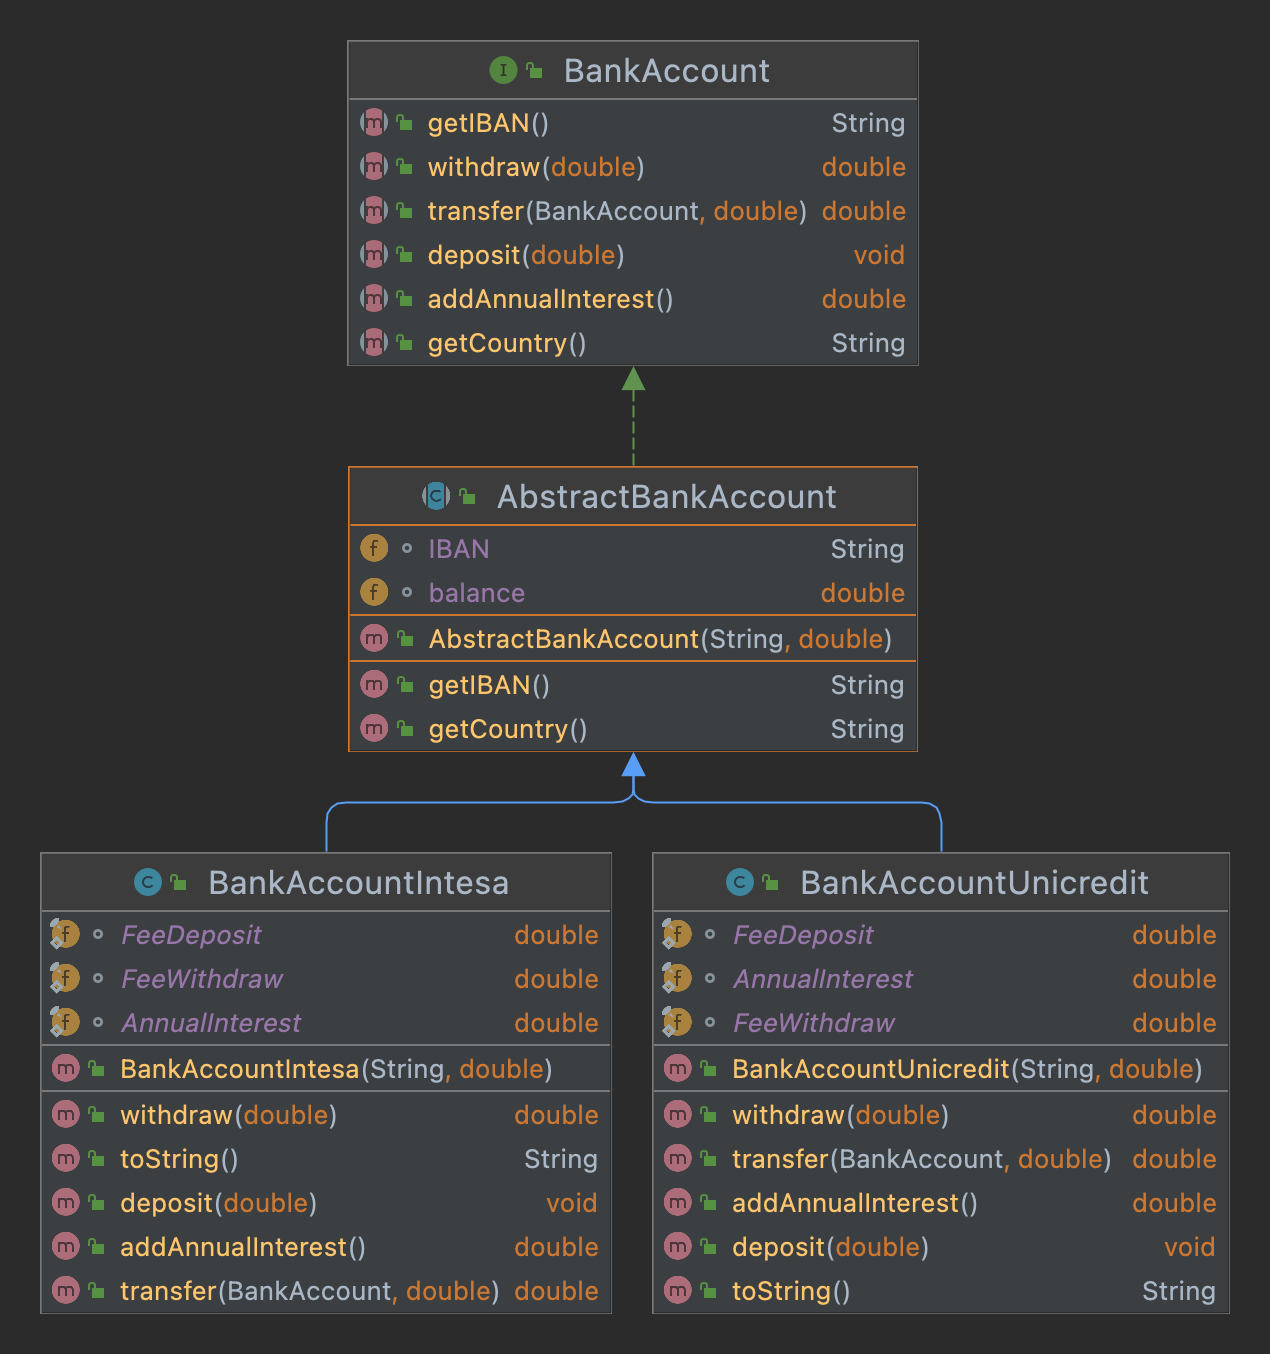 BankAccount
getIBAN() String
withdraw(double) double
transfer(BankAccount, double) double
deposit(double) void
addAnnualInterest() double
getCountry() String
AbstractBankAccount
IBAN String
balance double
AbstractBankAccount(String, double)
getIBAN() String
getCountry() String
BankAccountIntesa
FeeDeposit double
FeeWithdraw double
AnnualInterest double
BankAccountIntesa(String, double)
withdraw(double) double
toString() String
deposit(double) void
addAnnualInterest() double
transfer(BankAccount, double) double
BankAccountUnicredit
FeeDeposit double
AnnualInterest double
FeeWithdraw double
BankAccountUnicredit(String, double)
withdraw(double) double
transfer(BankAccount, double) double
addAnnualInterest() double
deposit(double) void
toString() String